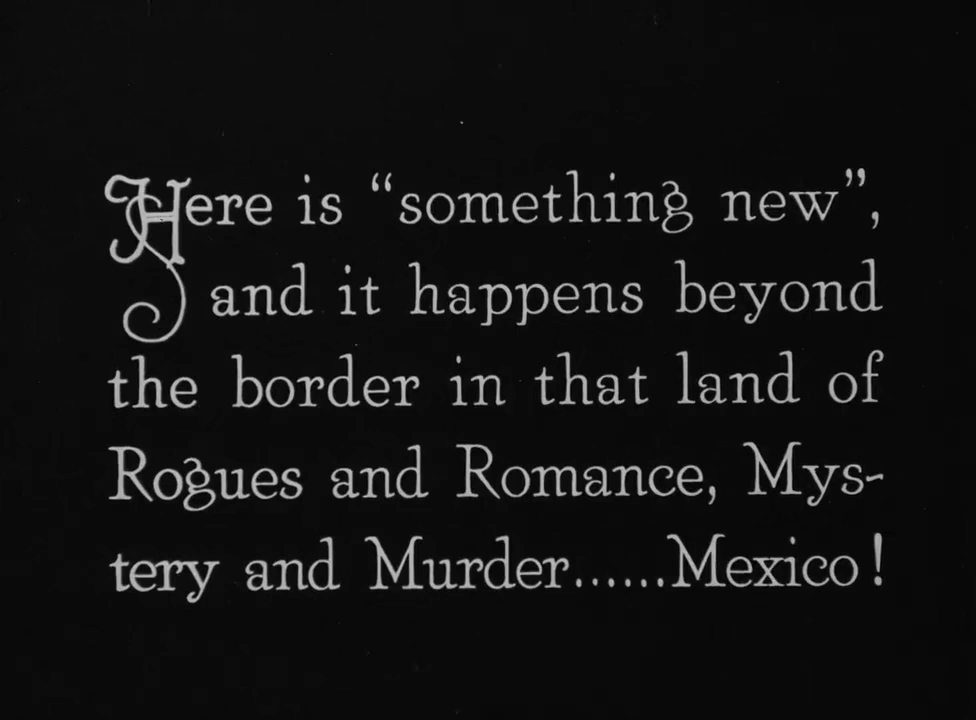 Here is “something new”,
and it happens beyond
the border in that land of
Rogues and Romance, Mys-
tery and Murder......Mexico!